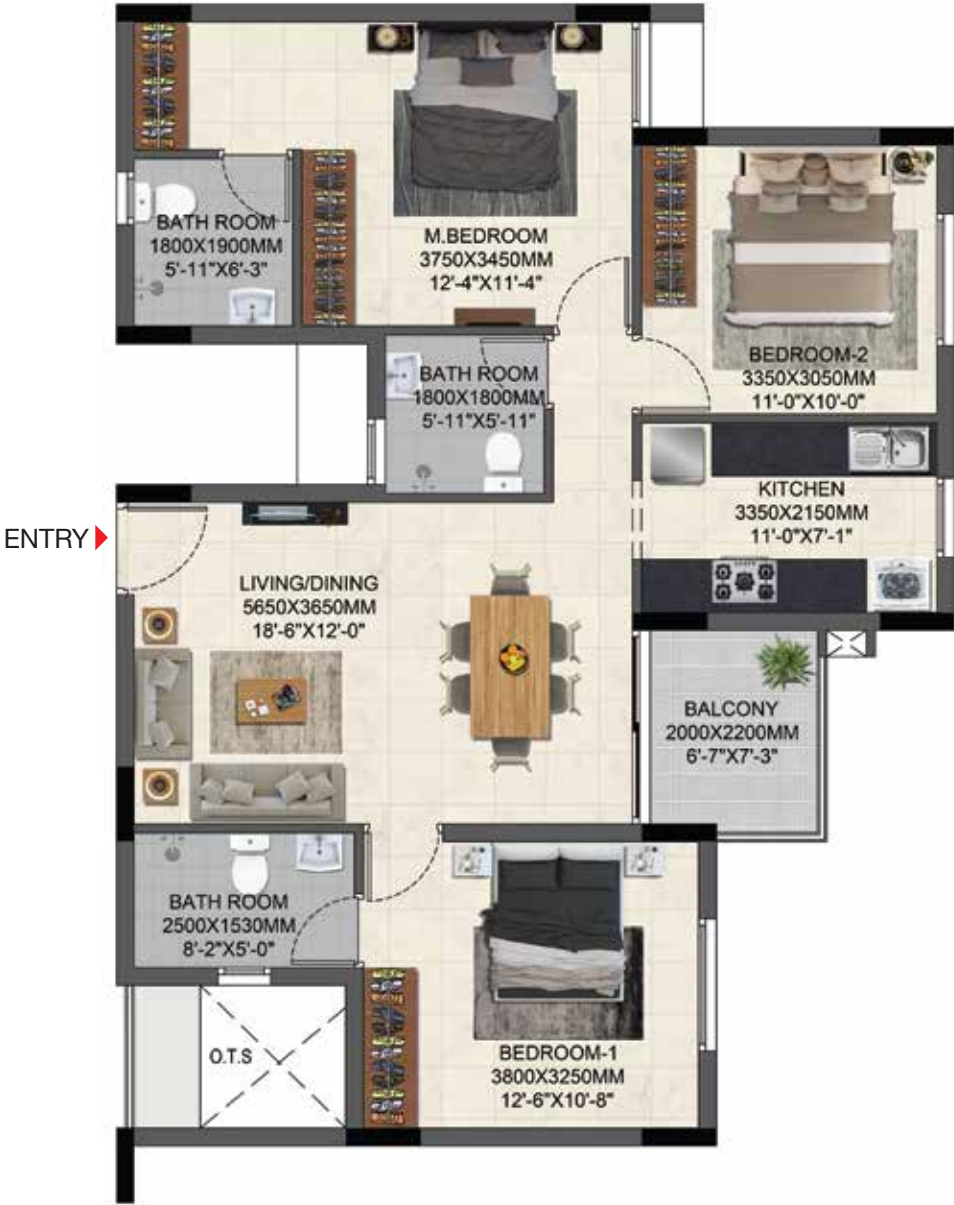 BATH ROOM
1800X1900MM
5'-11"X6'-3"
M.BEDROOM
3750X3450MM
12'-4"X11'-4"
BEDROOM-2
3350X3050MM
11'-0"X10'-0"
BATH ROOM
1800X1800MM
5'-11"X5'-11"
KITCHEN
3350X2150MM
11'-0"X7'-1"
ENTRY
LIVING/DINING
5650X3650MM
18'-6"X12'-0"
BALCONY
2000X2200MM
6'-7"X7'-3"
BATH ROOM
2500X1530MM
8'-2"X5'-0"
O.T.S
BEDROOM-1
3800X3250MM
12'-6"X10'-8"